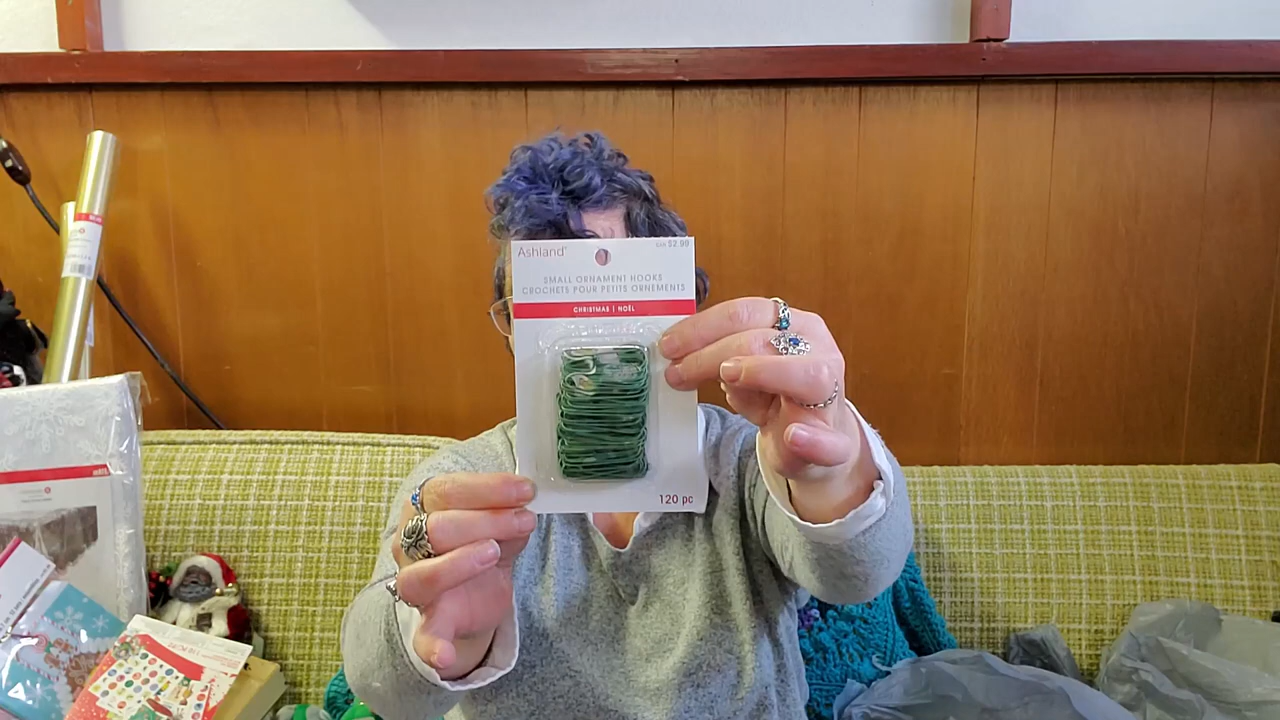 Ashland®
CAN $2.99
SMALL ORNAMENT HOOKS
CROCHETS POUR PETITS ORNEMENTS
CHRISTMAS | NOËL
120 pc